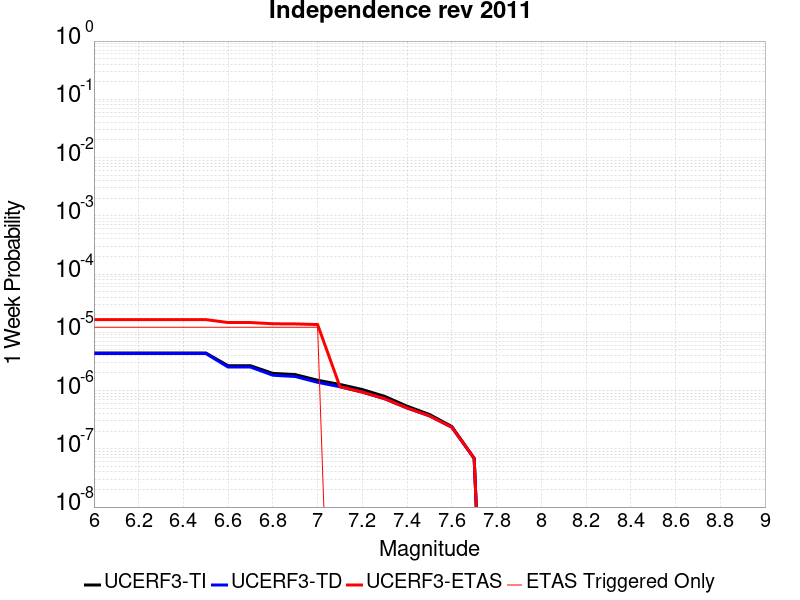 Independence rev 2011
10^0
10^-1
10^-2
10^-3
10^-4
10^-5
10^-6
10^-7
10^-8
1 Week Probability
6 6.2 6.4 6.6 6.8 7 7.2 7.4 7.6 7.8 8 8.2 8.4 8.6 8.8 9
Magnitude
UCERF3-TI UCERF3-TD UCERF3-ETAS ETAS Triggered Only